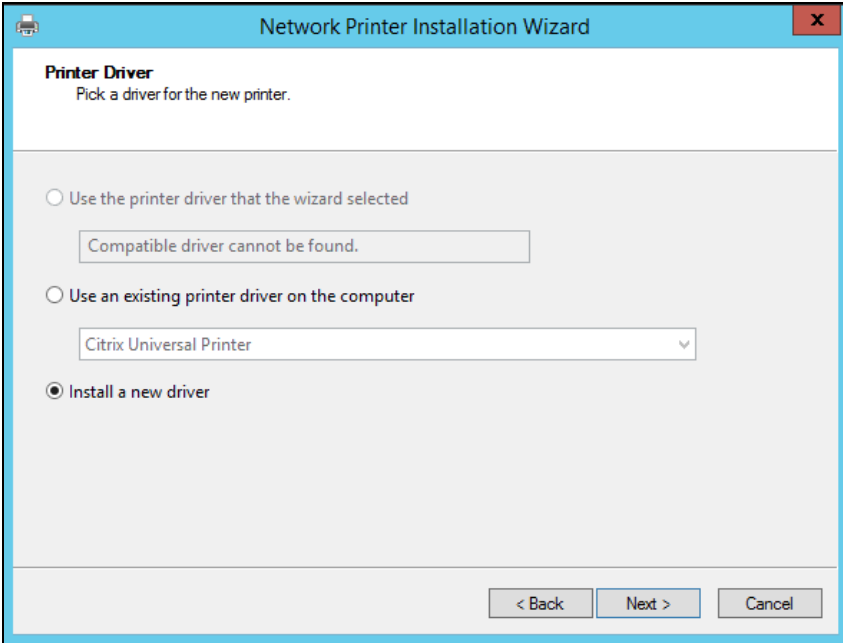 Network Printer Installation Wizard
x
Printer Driver
Pick a driver for the new printer.
Use the printer driver that the wizard selected
Compatible driver cannot be found.
Use an existing printer driver on the computer
Citrix Universal Printer
Install a new driver
< Back Next > Cancel